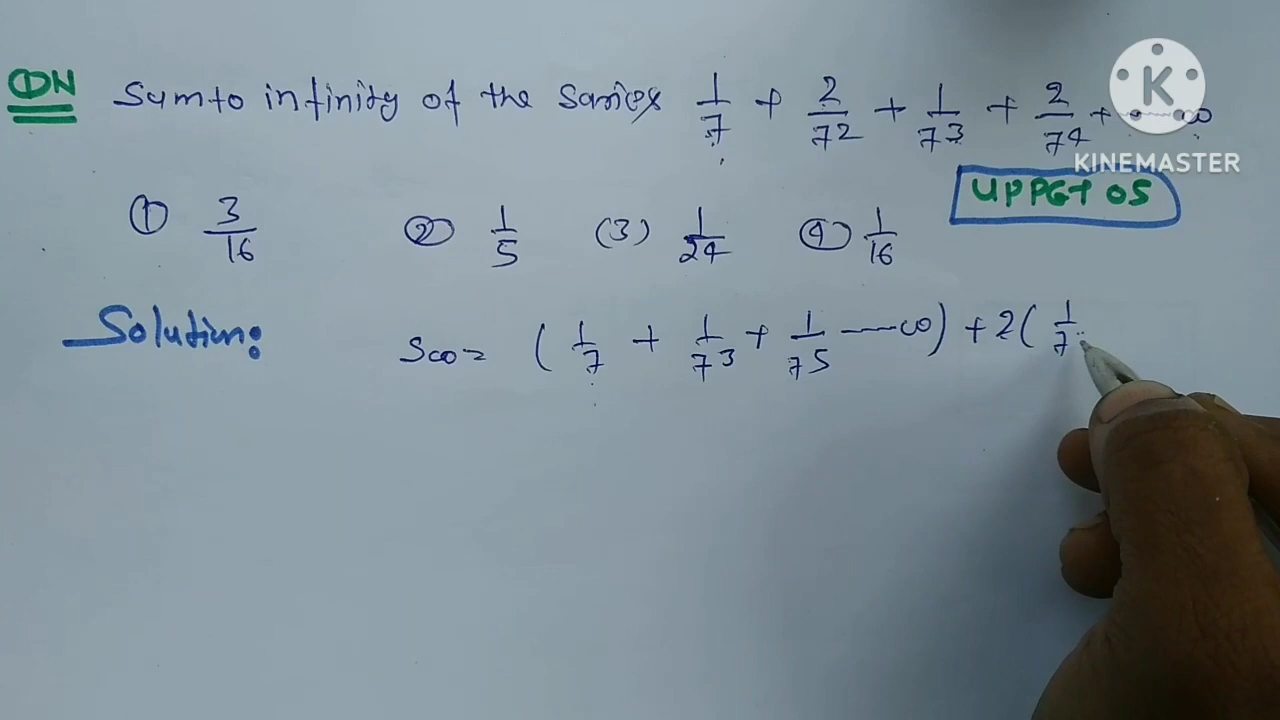 QN Sum to infinity of the Series 1/7 + 2/7² + 1/7³ + 2/7⁴ + - - ∞
K
KINEMASTER
UPPGT 05
① 3/16 ② 1/5 (3) 1/24 ④ 1/16
Solution: S∞ = ( 1/7 + 1/7³ + 1/7⁵ --- ∞ ) + 2 ( 1/7